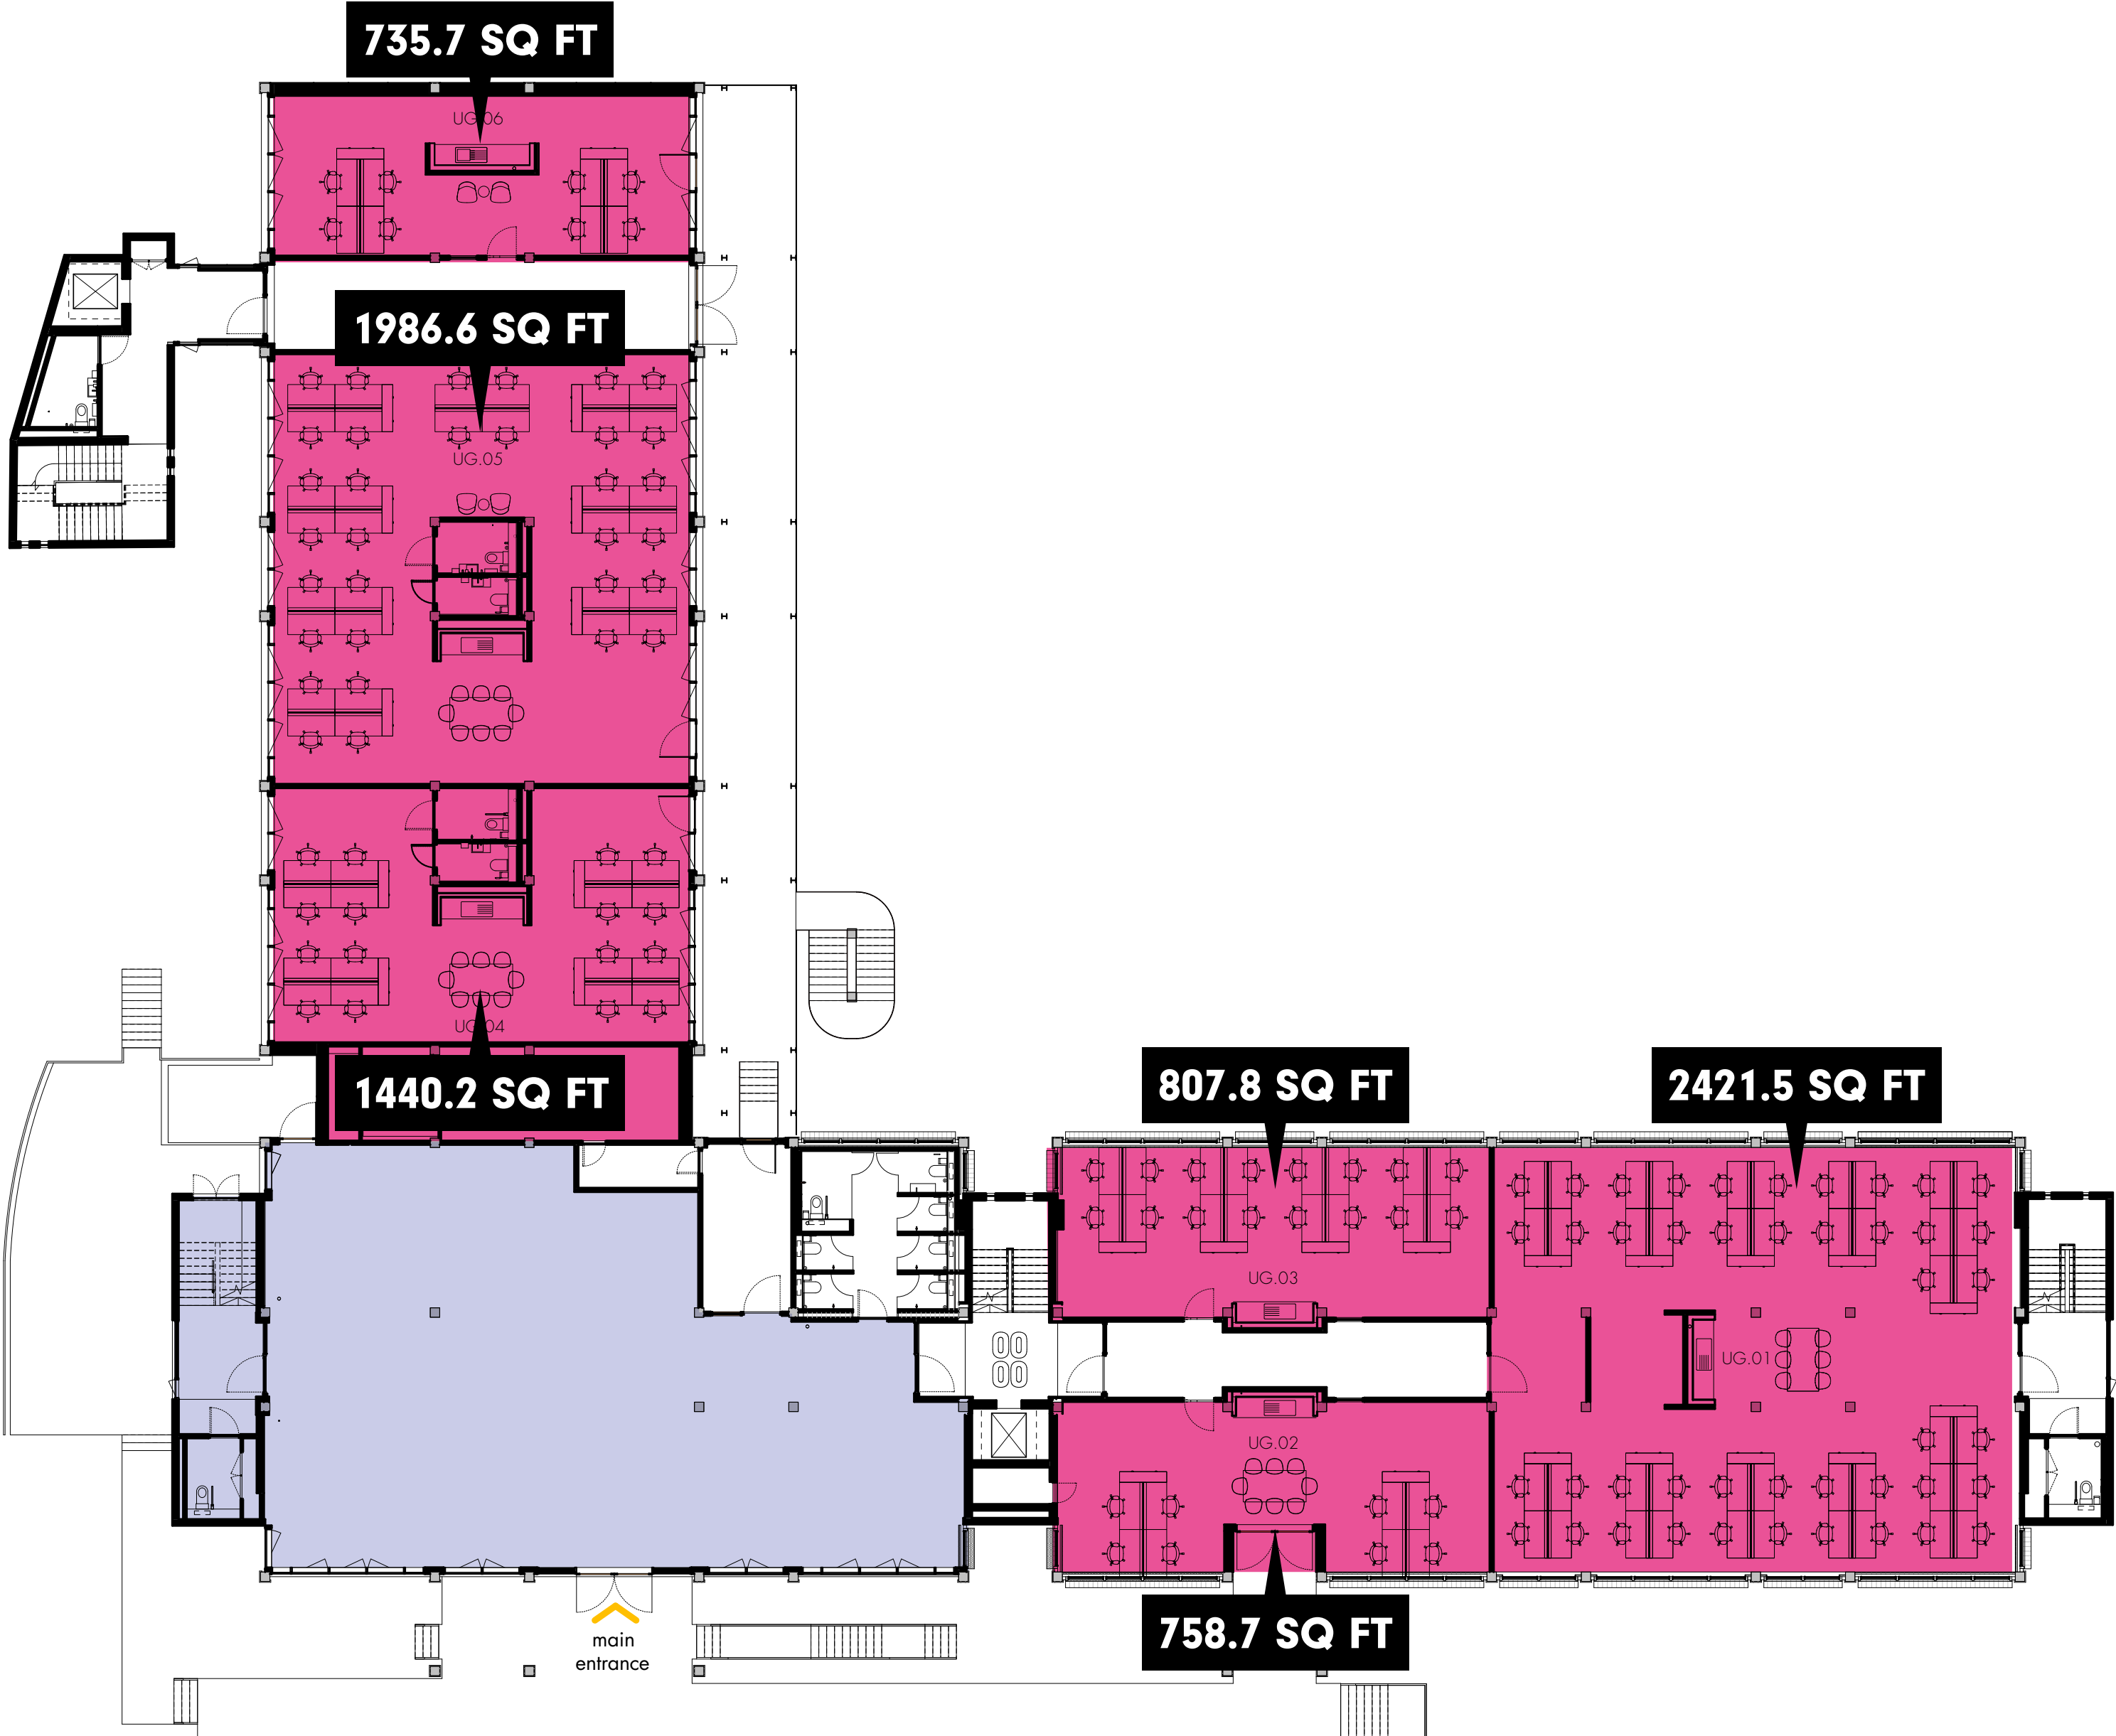 735.7 SQ FT
UG.06
1986.6 SQ FT
UG.05
UG.04
1440.2 SQ FT
807.8 SQ FT
2421.5 SQ FT
UG.03
UG.01
UG.02
758.7 SQ FT
main
entrance